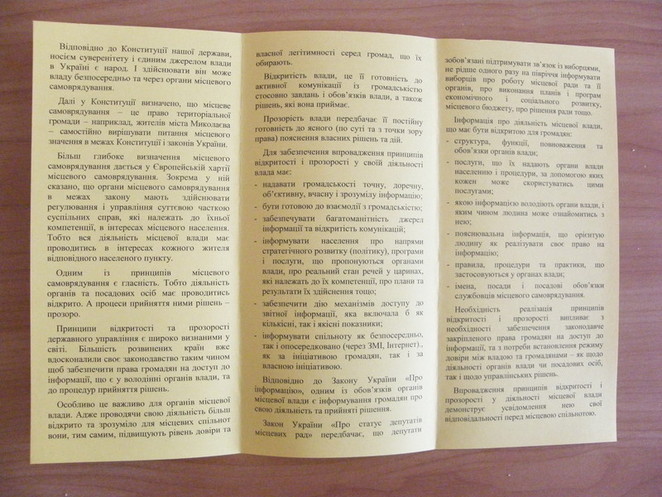 Відповідно до Конституції нашої держави,
носієм суверенітету і єдиним джерелом влади
в Україні є народ. І здійснювати він може
владу безпосередньо та через органи місцевого
самоврядування.
Далі у Конституції визначено, що місцеве
самоврядування – це право територіальної
громади – наприклад, жителів міста Миколаєва
– самостійно вирішувати питання місцевого
значення в межах Конституції і законів України.
Більш глибоке визначення місцевого
самоврядування дається у Європейській хартії
місцевого самоврядування. Зокрема у ній
сказано, що органи місцевого самоврядування
в межах закону мають здійснювати
регулювання і управління суттєвою часткою
суспільних справ, які належать до їхньої
компетенції, в інтересах місцевого населення.
Тобто вся діяльність місцевої влади має
проводитись в інтересах кожного жителя
відповідного населеного пункту.
Одним із принципів місцевого
самоврядування є гласність. Тобто діяльність
органів та посадових осіб має проводитись
відкрито. А процеси прийняття ними рішень –
прозоро.
Принципи відкритості та прозорості
державного управління є широко визнаними у
світі. Більшість розвинених країн вже
вдосконалили своє законодавство таким чином
щоб забезпечити права громадян на доступ до
інформації, що є у володінні органів влади, та
до процедур прийняття рішень.
Особливо це важливо для органів місцевої
влади. Адже проводячи свою діяльність більш
відкрито та зрозуміло для місцевих спільнот
вони, тим самим, підвищують рівень довіри та
власної легітимності серед громад, що їх
обирають.
Відкритість влади, це її готовність до
активної комунікації із громадськістю
стосовно завдань і обов'язків влади, а також
рішень, які вона приймає.
Прозорість влади передбачає її постійну
готовність до ясного (по суті та з точки зору
права) пояснення власних рішень та дій.
Для забезпечення впровадження принципів
відкритості і прозорості у своїй діяльності
влада має:
- надавати громадськості точну, доречну,
об'єктивну, вчасну і зрозумілу інформацію;
- бути готовою до взаємодії з громадськістю;
- забезпечувати багатоманітність джерел
інформації та відкритість комунікацій;
- інформувати населення про напрями
стратегічного розвитку (політику), програми
і послуги, що пропонуються органами
влади, про реальний стан речей у царинах,
які належать до їх компетенції, про плани та
результати їх здійснення тощо;
- забезпечити дію механізмів доступу до
звітної інформації, яка включала б як
кількісні, так і якісні показники;
- інформувати спільноту як безпосередньо,
так і опосередковано (через ЗМІ, Інтернет),
як за ініціативою громадян, так і за
власною ініціативою.
Відповідно до Закону України «Про
інформацію», одним із обов'язків органів
місцевої влади є інформування громадян про
свою діяльність та прийняті рішення.
Закон України «Про статус депутатів
місцевих рад» передбачає, що депутати
зобов'язані підтримувати зв'язок із виборцями,
не рідше одного разу на півріччя інформувати
виборців про роботу місцевої ради та її
органів, про виконання планів і програм
економічного і соціального розвитку,
місцевого бюджету, про рішення ради тощо.
Інформація про діяльність місцевої влади,
що має бути відкритою для громадян:
- структура, функції, повноваження та
обов'язки органів влади;
- послуги, що їх надають органи влади
населенню і процедури, за допомогою яких
кожен може скористуватись цими
послугами;
- якою інформацією володіють органи влади, і
яким чином людина може ознайомитись з
нею;
- пояснювальна інформація, що орієнтує
людину як реалізувати своє право на
інформацію;
- правила, процедури та практики, що
застосовуються у органах влади;
- імена, посади і посадові обов'язки
службовців місцевого самоврядування.
Необхідність реалізація принципів
відкритості і прозорості випливає з
необхідності забезпечення законодавче
закріпленого права громадян на доступ до
інформації, та з потреби встановлення режиму
довіри між владою та громадянами – як щодо
діяльності органів влади чи посадових осіб,
так і щодо управлінських рішень.
Впровадження принципів відкритості і
прозорості у діяльності місцевої влади
демонструє усвідомлення нею своєї
відповідальності перед місцевою спільнотою.